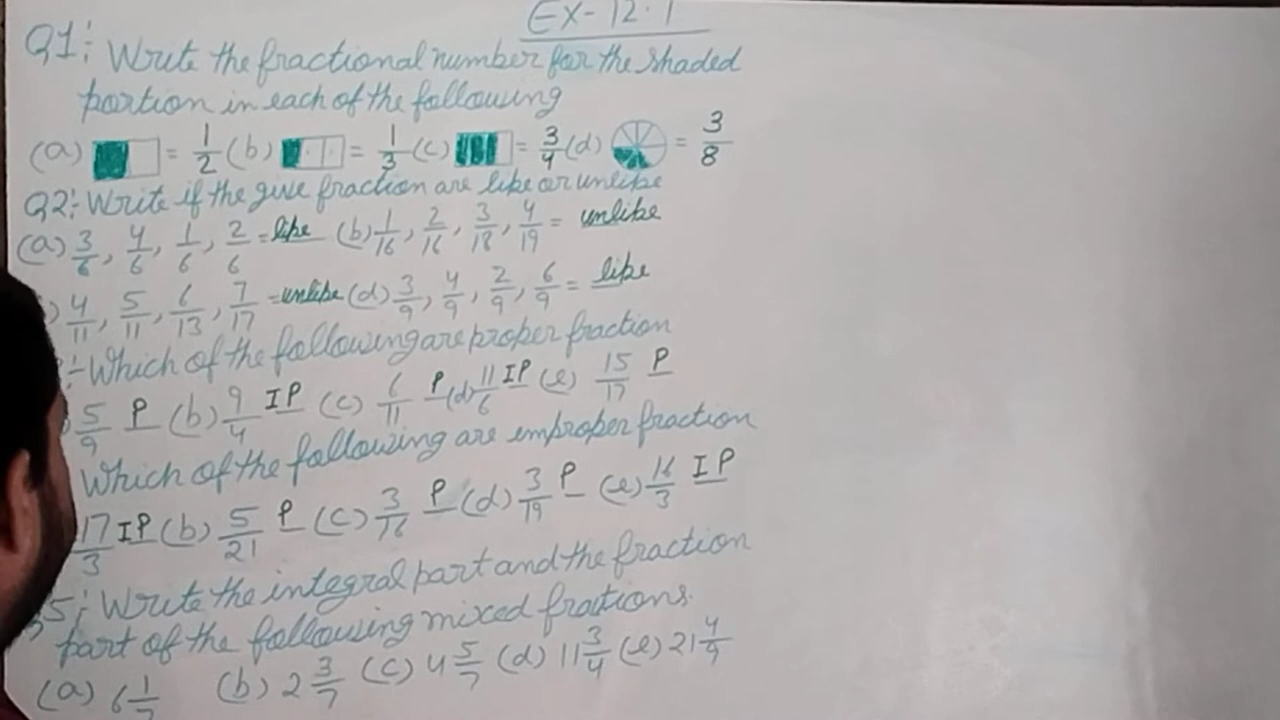 Ex-12.1
Q1:- Write the fractional number for the shaded
portion in each of the following
(a) = 1/2 (b) = 1/3 (c) = 3/4 (d) = 3/8
Q2:- Write if the give fraction are like or unlike
(a) 3/6, 4/6, 1/6, 2/6 = like (b) 1/16, 2/16, 3/18, 4/19 = unlike
) 4/11, 5/11, 6/13, 7/17 = unlike (d) 3/9, 4/9, 2/9, 6/9 = like
:- Which of the following are proper fraction
5/9 P (b) 9/4 IP (c) 6/11 P (d) 11/6 IP (e) 15/17 P
Which of the following are improper fraction
17/3 IP (b) 5/21 P (c) 3/16 P (d) 3/19 P (e) 16/3 IP
5:- Write the integral part and the fraction
part of the following mixed fractions.
(a) 6 1/7 (b) 2 3/7 (c) 4 5/7 (d) 11 3/4 (e) 21 4/9